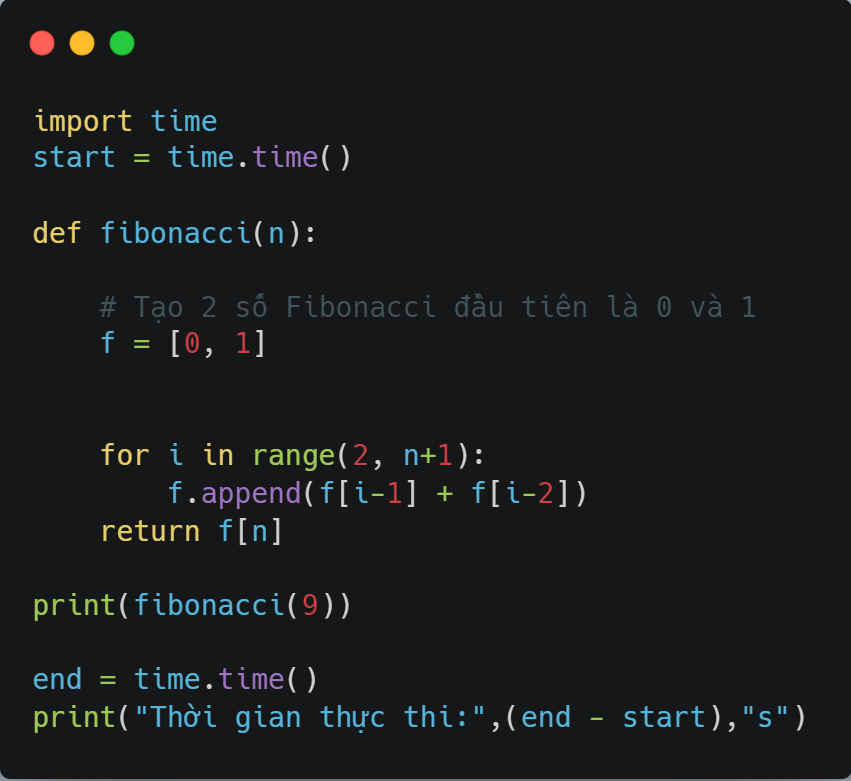 import time
start = time.time()
def fibonacci(n):
# Tạo 2 số Fibonacci đầu tiên là 0 và 1
f = [0, 1]
for i in range(2, n+1):
f.append(f[i-1] + f[i-2])
return f[n]
print(fibonacci(9))
end = time.time()
print("Thời gian thực thi:",(end - start),"s")